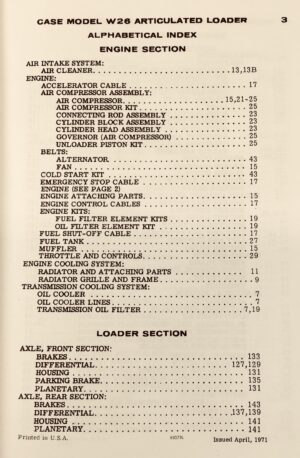 CASE MODEL W26 ARTICULATED LOADER 3
ALPHABETICAL INDEX
ENGINE SECTION
AIR INTAKE SYSTEM:
AIR CLEANER. . . . . . . . . . . . . . . . . . . . . . . . . 13,13B
ENGINE:
ACCELERATOR CABLE . . . . . . . . . . . . . . . . . . . . . 17
AIR COMPRESSOR ASSEMBLY:
AIR COMPRESSOR. . . . . . . . . . . . . . . . . . . . 15,21-25
AIR COMPRESSOR KIT . . . . . . . . . . . . . . . . . . . 25
CONNECTING ROD ASSEMBLY . . . . . . . . . . . . . . . . 23
CYLINDER BLOCK ASSEMBLY . . . . . . . . . . . . . . . . 23
CYLINDER HEAD ASSEMBLY . . . . . . . . . . . . . . . . 23
GOVERNOR (AIR COMPRESSOR) . . . . . . . . . . . . . . . 25
UNLOADER PISTON KIT . . . . . . . . . . . . . . . . . . 25
BELTS:
ALTERNATOR. . . . . . . . . . . . . . . . . . . . . . . 43
FAN . . . . . . . . . . . . . . . . . . . . . . . . . . 15
COLD START KIT . . . . . . . . . . . . . . . . . . . . . . 43
EMERGENCY STOP CABLE . . . . . . . . . . . . . . . . . . . 17
ENGINE (SEE PAGE 2)
ENGINE ATTACHING PARTS. . . . . . . . . . . . . . . . . . . 15
ENGINE CONTROL CABLES . . . . . . . . . . . . . . . . . . . 17
ENGINE KITS:
FUEL FILTER ELEMENT KITS . . . . . . . . . . . . . . . . 19
OIL FILTER ELEMENT KIT . . . . . . . . . . . . . . . . . 19
FUEL SHUT-OFF CABLE . . . . . . . . . . . . . . . . . . . . 17
FUEL TANK . . . . . . . . . . . . . . . . . . . . . . . . . 27
MUFFLER . . . . . . . . . . . . . . . . . . . . . . . . . . 15
THROTTLE AND CONTROLS. . . . . . . . . . . . . . . . . . . 29
ENGINE COOLING SYSTEM:
RADIATOR AND ATTACHING PARTS . . . . . . . . . . . . . . . 11
RADIATOR GRILLE AND FRAME . . . . . . . . . . . . . . . . . 9
TRANSMISSION COOLING SYSTEM:
OIL COOLER . . . . . . . . . . . . . . . . . . . . . . . . 7
OIL COOLER LINES . . . . . . . . . . . . . . . . . . . . . 7
TRANSMISSION OIL FILTER . . . . . . . . . . . . . . . . . 7,19
LOADER SECTION
AXLE, FRONT SECTION:
BRAKES . . . . . . . . . . . . . . . . . . . . . . . . . . 133
DIFFERENTIAL. . . . . . . . . . . . . . . . . . . . . . 127,129
HOUSING . . . . . . . . . . . . . . . . . . . . . . . . . . 131
PARKING BRAKE. . . . . . . . . . . . . . . . . . . . . . . 135
PLANETARY. . . . . . . . . . . . . . . . . . . . . . . . . 131
AXLE, REAR SECTION:
BRAKES . . . . . . . . . . . . . . . . . . . . . . . . . . 143
DIFFERENTIAL. . . . . . . . . . . . . . . . . . . . . . 137,139
HOUSING . . . . . . . . . . . . . . . . . . . . . . . . . . 141
PLANETARY. . . . . . . . . . . . . . . . . . . . . . . . . 141
Printed in U.S.A. Issued April, 1971